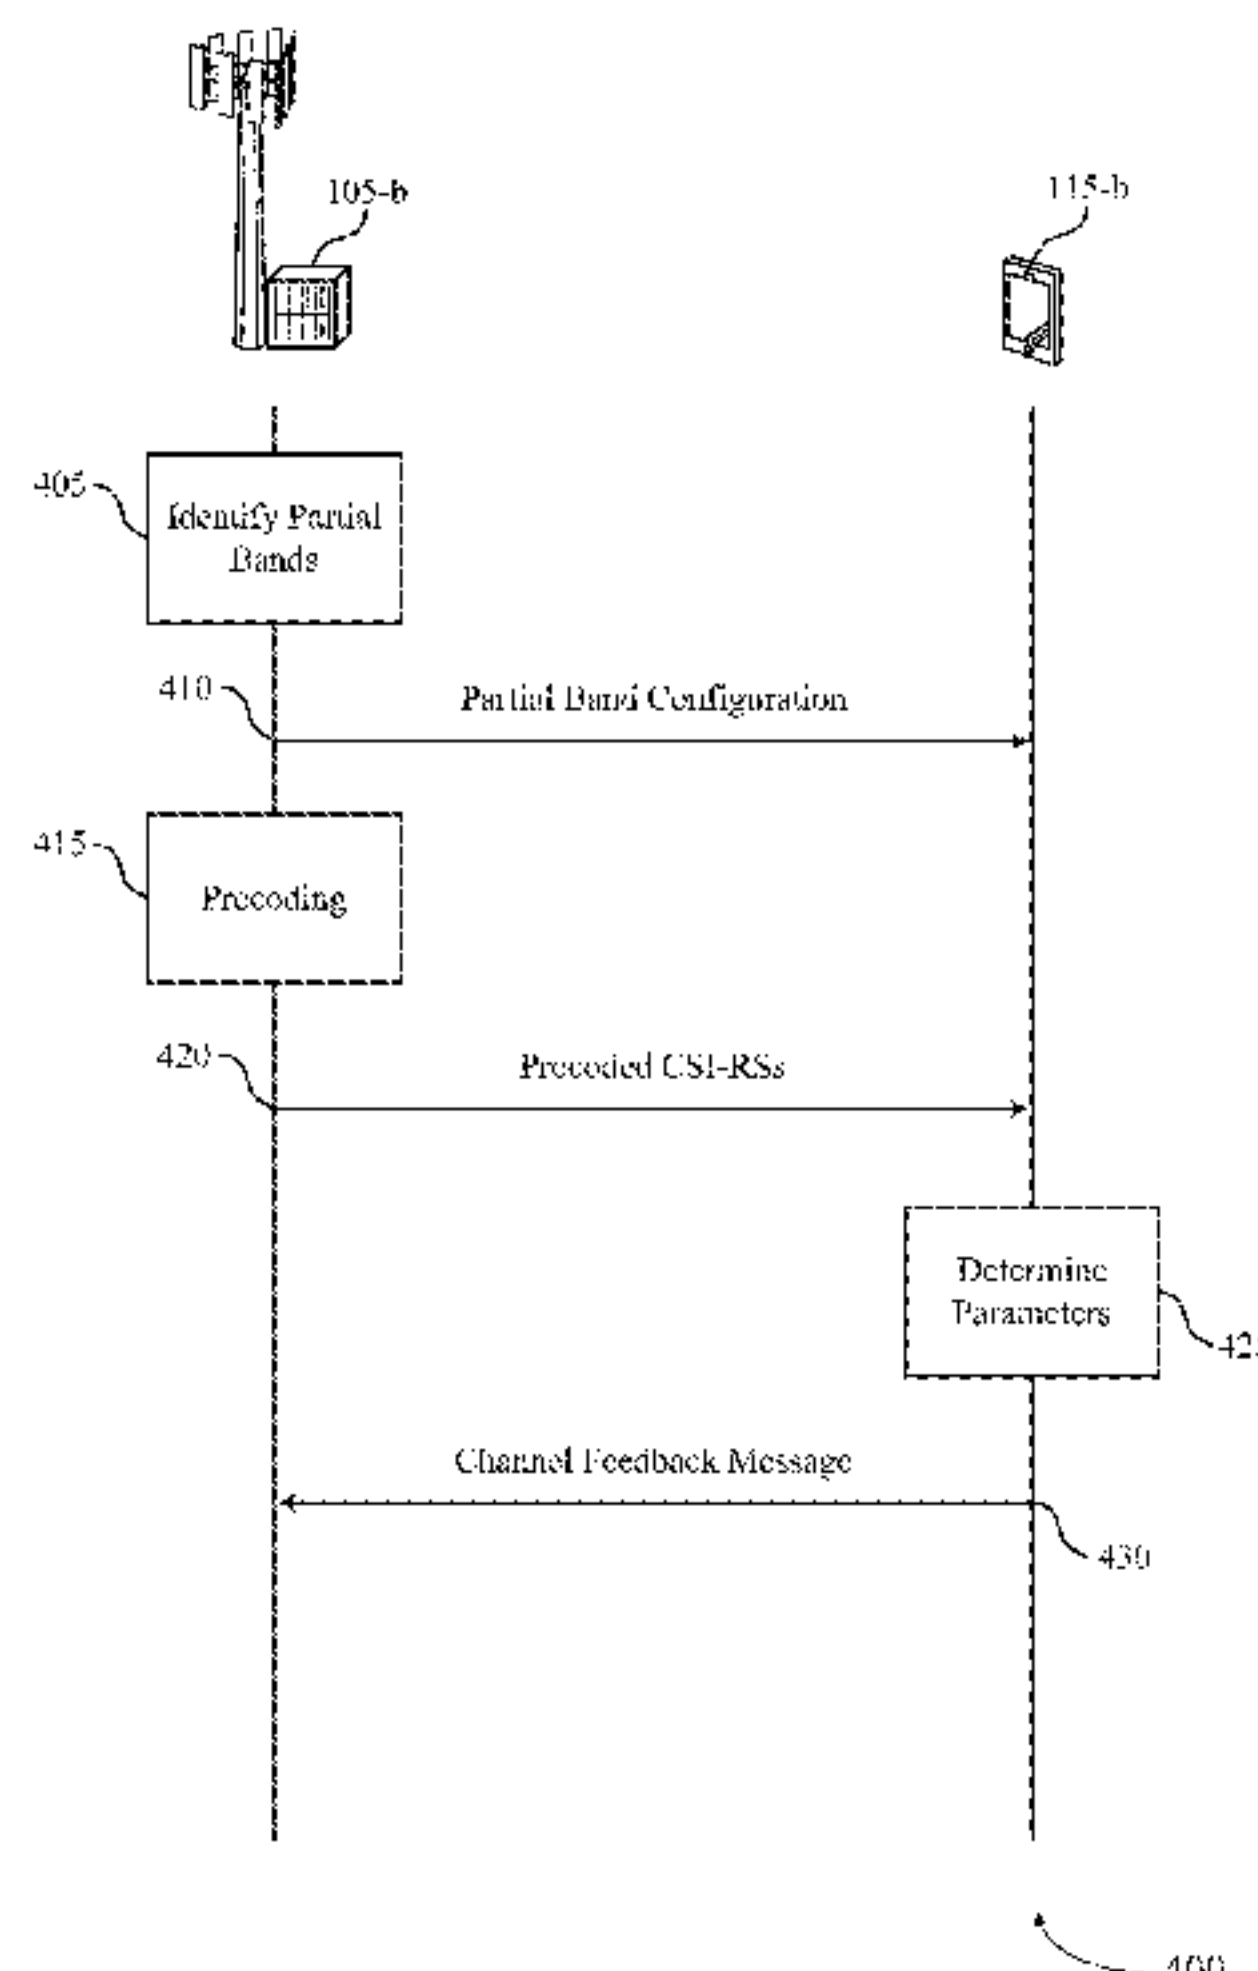 105-b
115-b
405
Identify Partial
Bands
410
Partial Band Configuration
415
Precoding
420
Precoded CSI-RSs
Determine
Parameters
Channel Feedback Message
430
400